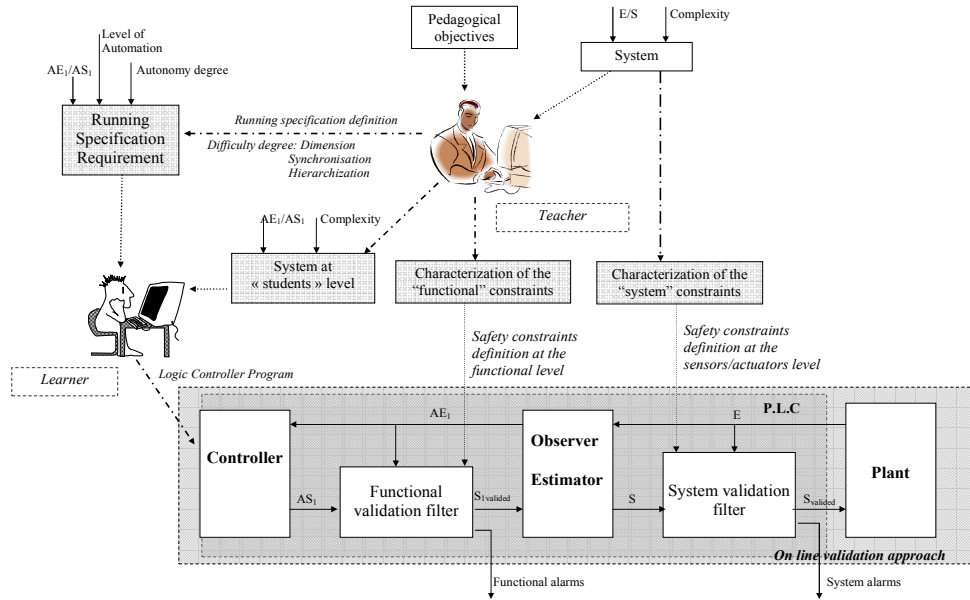 E/S
Complexity
Level of
Automation
Pedagogical
objectives
System
AE1/AS1
Autonomy degree
Running
Specification
Requirement
Running specification definition
Difficulty degree: Dimension
Synchronisation
Hierarchization
Teacher
AE1/AS1
Complexity
System at
« students » level
Characterization of the
“functional” constraints
Characterization of the
“system” constraints
Safety constraints
definition at the
functional level
Safety constraints
definition at the
sensors/actuators level
Learner
Logic Controller Program
P.L.C
AE1
E
Controller
Observer
Estimator
Plant
Functional
validation filter
System validation
filter
AS1
S1valided
S
Svalided
On line validation approach
Functional alarms
System alarms